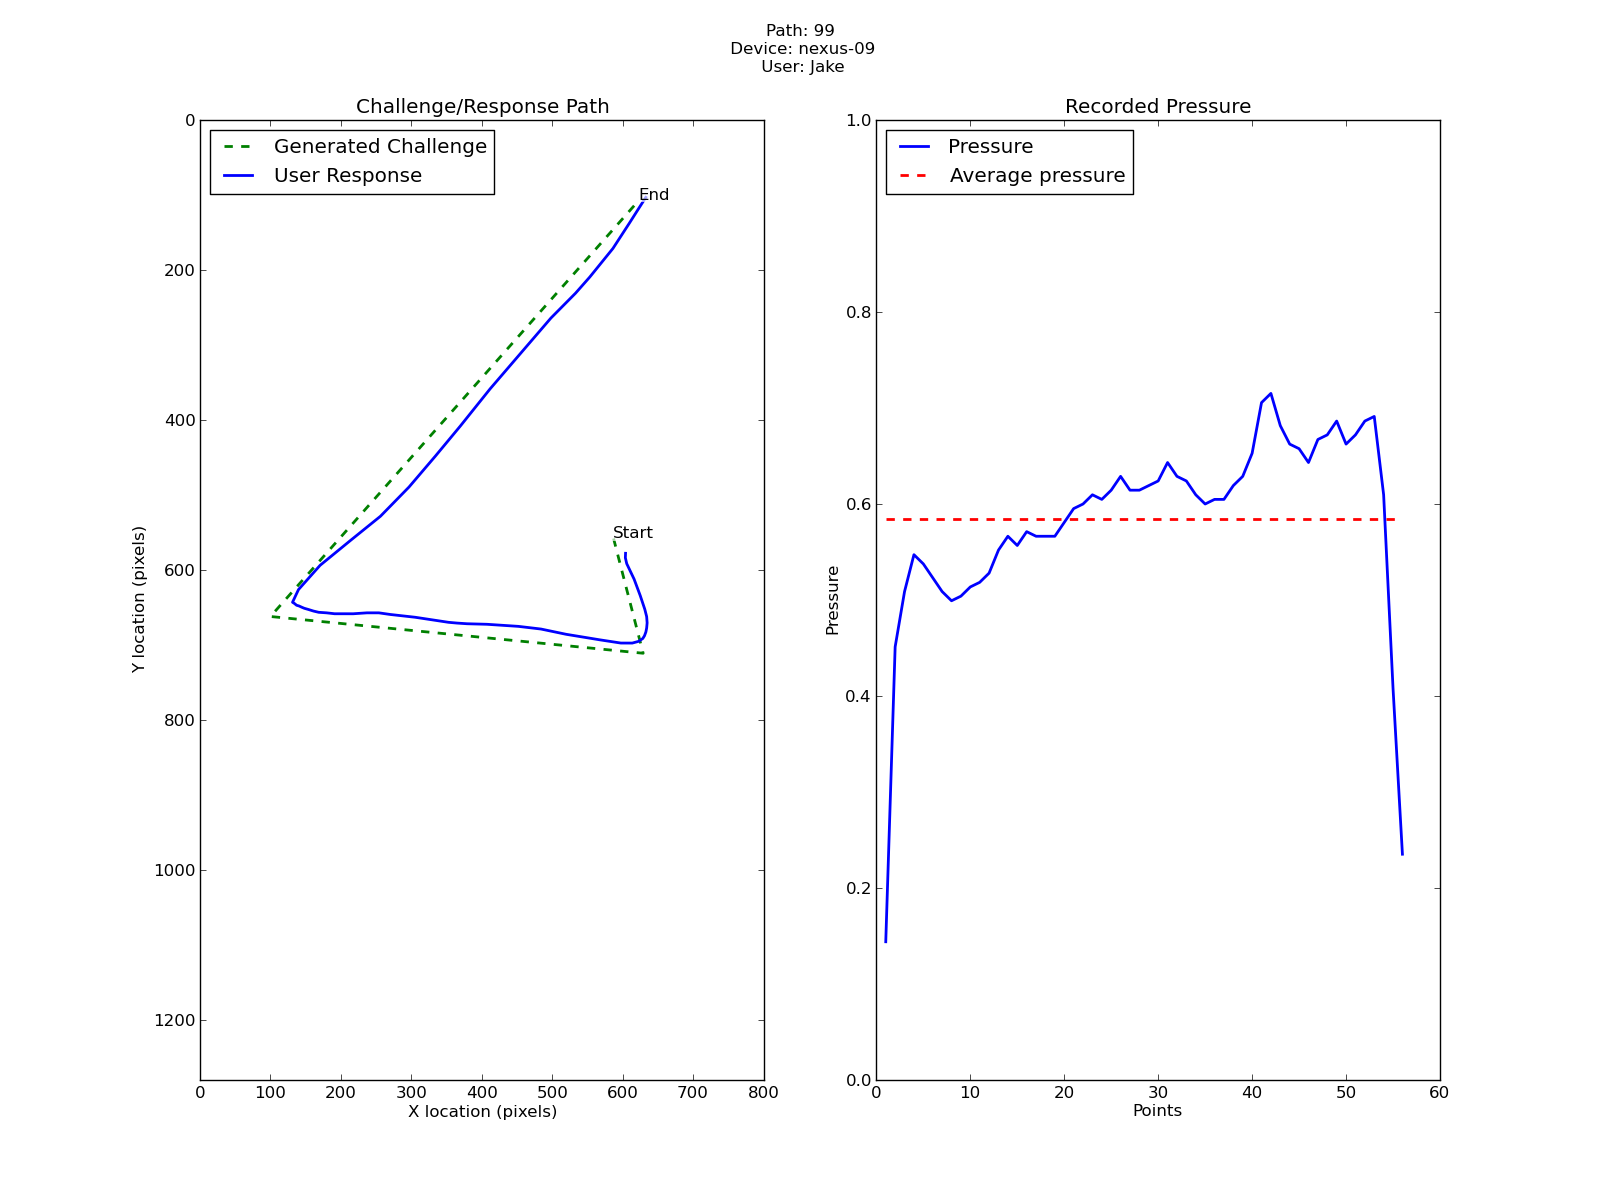 Path: 99
Device: nexus-09
User: Jake
Challenge/Response Path
Generated Challenge
User Response
End
Start
0
200
400
600
800
1000
1200
Y location (pixels)
0 100 200 300 400 500 600 700 800
X location (pixels)
Recorded Pressure
Pressure
Average pressure
1.0
0.8
0.6
0.4
0.2
0.0
Pressure
0 10 20 30 40 50 60
Points